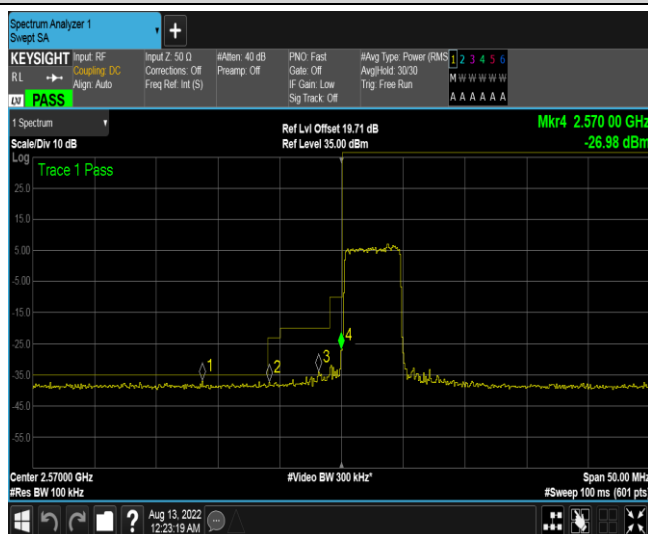 Spectrum Analyzer 1
Swept SA
KEYSIGHT
RL
LXI PASS
Input: RF
Coupling: DC
Align: Auto
Input Z: 50 Ω
Corrections: Off
Freq Ref: Int (S)
#Atten: 40 dB
Preamp: Off
PNO: Fast
Gate: Off
IF Gain: Low
Sig Track: Off
#Avg Type: Power (RMS
Avg|Hold: 30/30
Trig: Free Run
1 2 3 4 5 6
M W W W W W
A A A A A A
1 Spectrum
Scale/Div 10 dB
Ref Lvl Offset 19.71 dB
Ref Level 35.00 dBm
Mkr4 2.570 00 GHz
-26.98 dBm
Log
Trace 1 Pass
25.0
15.0
5.00
-5.00
-15.0
-25.0
-35.0
-45.0
-55.0
1
2
3
4
Center 2.57000 GHz
#Res BW 100 kHz
#Video BW 300 kHz*
Span 50.00 MHz
#Sweep 100 ms (601 pts)
?
Aug 13, 2022
12:23:19 AM